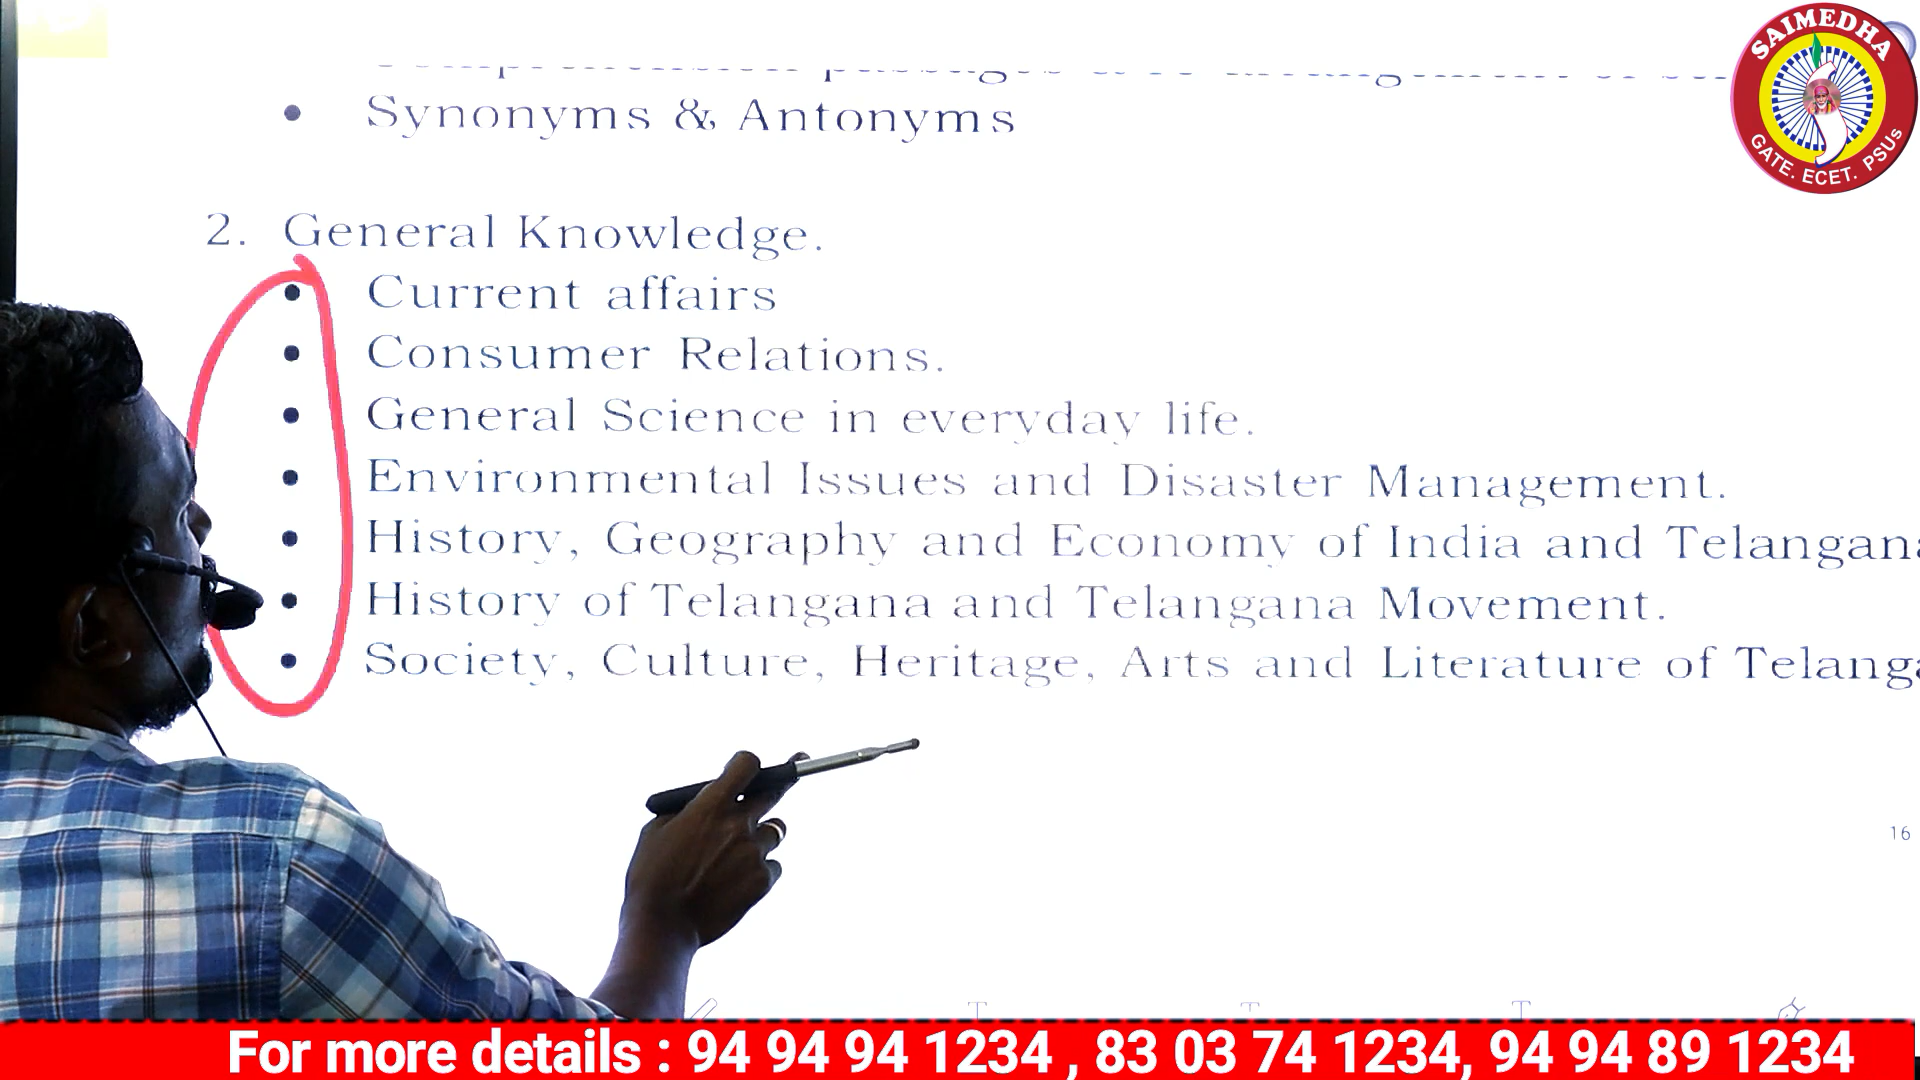 SAIMEDHA
GATE. ECET. PSUs
• Synonyms & Antonyms
2. General Knowledge.
• Current affairs
• Consumer Relations.
• General Science in everyday life.
• Environmental Issues and Disaster Management.
• History, Geography and Economy of India and
• History of Telangana and Telangana Movement.
• Society, Culture, Heritage, Arts and Literature of
16
For more details : 94 94 94 1234 , 83 03 74 1234, 94 94 89 1234